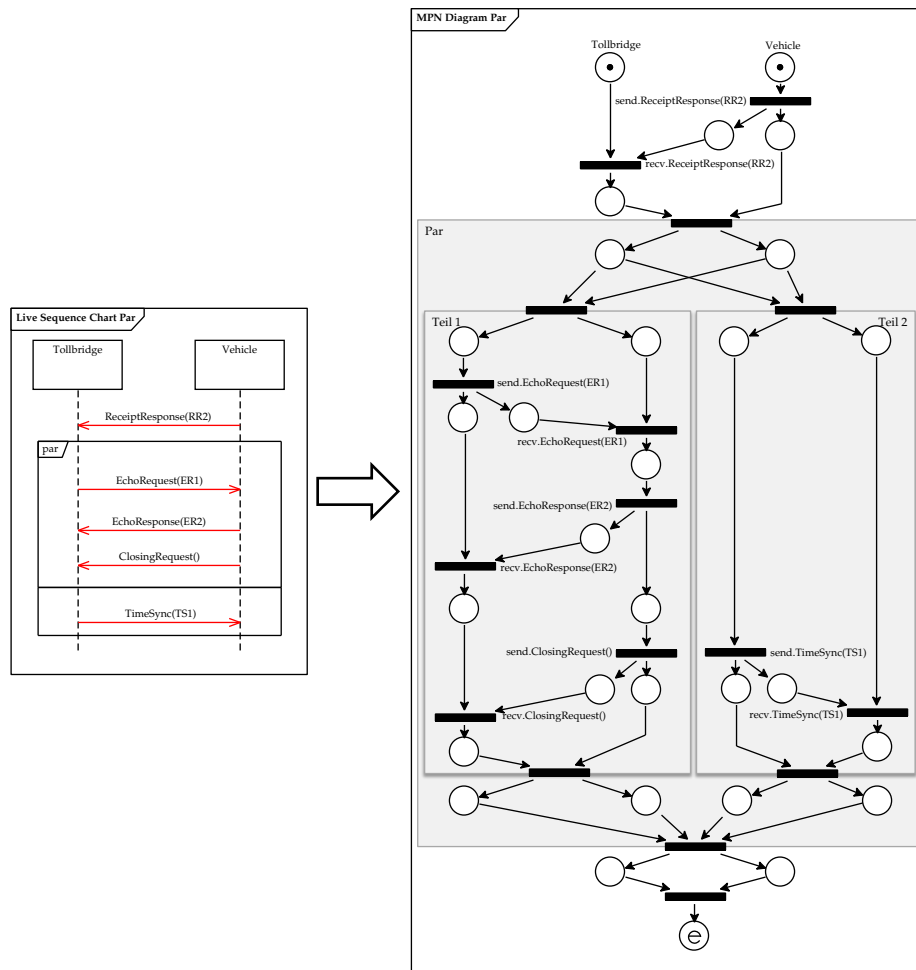 Live Sequence Chart Par
Tollbridge
Vehicle
ReceiptResponse(RR2)
par
EchoRequest(ER1)
EchoResponse(ER2)
ClosingRequest()
TimeSync(TS1)
MPN Diagram Par
Tollbridge
Vehicle
send.ReceiptResponse(RR2)
recv.ReceiptResponse(RR2)
Par
Teil 1
Teil 2
send.EchoRequest(ER1)
recv.EchoRequest(ER1)
send.EchoResponse(ER2)
recv.EchoResponse(ER2)
send.ClosingRequest()
send.TimeSync(TS1)
recv.ClosingRequest()
recv.TimeSync(TS1)
e